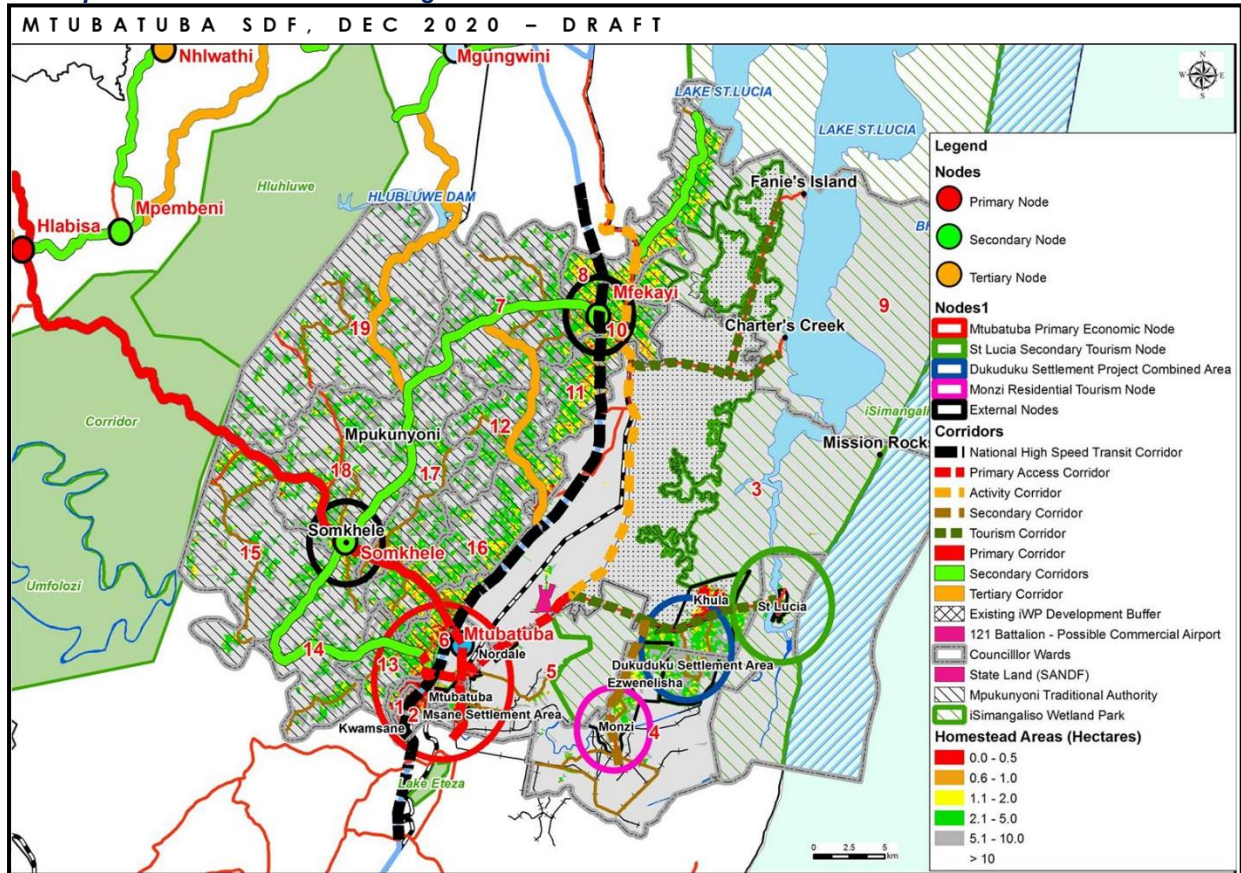 MTUBATUBA SDF, DEC 2020 – DRAFT
Nhlwathi
Mgungwini
N
W
E
S
LAKE ST.LUCIA
LAKE ST.LUCIA
Hluhluwe
Fanie's Island
HLUBLUWE DAM
Mpembeni
Hlabisa
8
Mfekayi
7
10
9
19
Charter's Creek
11
Corridor
12
iSimangali
Mpukunyoni
Mission Rocks
18
17
3
Somkhele
Somkhele
15
16
Umfolozi
Khula
St Lucia
6
Mtubatuba
14
13
Nordale
5
Dukuduku Settlement Area
Ezwenelisha
Mtubatuba
1
2
Msane Settlement Area
Kwamsane
Monzi
4
Lake Eteza
0
2.5
5
km
Legend
Nodes
Primary Node
Secondary Node
Tertiary Node
Nodes1
Mtubatuba Primary Economic Node
St Lucia Secondary Tourism Node
Dukuduku Settlement Project Combined Area
Monzi Residential Tourism Node
External Nodes
Corridors
National High Speed Transit Corridor
Primary Access Corridor
Activity Corridor
Secondary Corridor
Tourism Corridor
Primary Corridor
Secondary Corridors
Tertiary Corridor
Existing iWP Development Buffer
121 Battalion - Possible Commercial Airport
Councilllor Wards
State Land (SANDF)
Mpukunyoni Traditional Authority
iSimangaliso Wetland Park
Homestead Areas (Hectares)
0.0 - 0.5
0.6 - 1.0
1.1 - 2.0
2.1 - 5.0
5.1 - 10.0
> 10